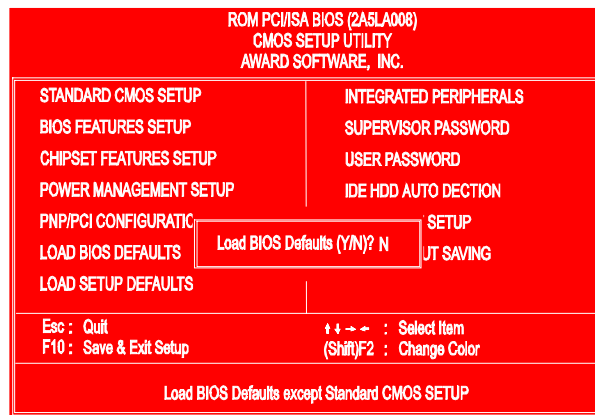 ROM PCI/ISA BIOS (2A5LA008)
CMOS SETUP UTILITY
AWARD SOFTWARE, INC.
STANDARD CMOS SETUP
BIOS FEATURES SETUP
CHIPSET FEATURES SETUP
POWER MANAGEMENT SETUP
PNP/PCI CONFIGURATIC
LOAD BIOS DEFAULTS
LOAD SETUP DEFAULTS
INTEGRATED PERIPHERALS
SUPERVISOR PASSWORD
USER PASSWORD
IDE HDD AUTO DECTION
SETUP
UT SAVING
Load BIOS Defaults (Y/N)? N
Esc : Quit
F10 : Save & Exit Setup
↑ ↓ → ← : Select Item
(Shift)F2 : Change Color
Load BIOS Defaults except Standard CMOS SETUP